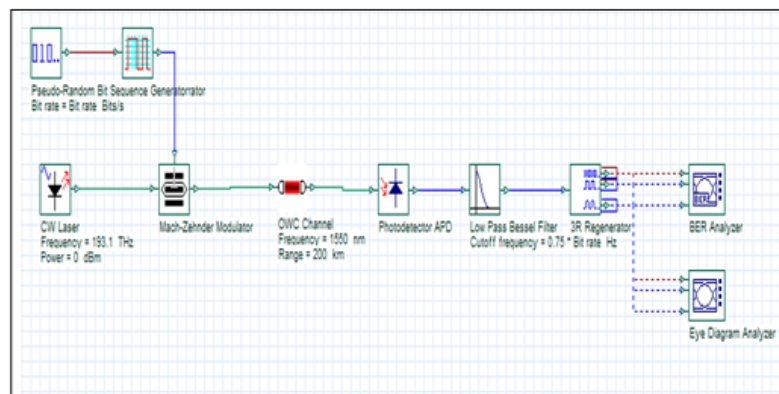 010..
Pseudo-Random Bit Sequence Generatorrator
Bit rate = Bit rate Bits/s
CW Laser
Frequency = 193.1 THz
Power = 0 dBm
Mach-Zehnder Modulator
OWC Channel
Frequency = 1550 nm
Range = 200 km
Photodetector APD
Low Pass Bessel Filter
Cutoff frequency = 0.75 * Bit rate Hz
3R Regenerator
BER
BER Analyzer
Eye Diagram Analyzer